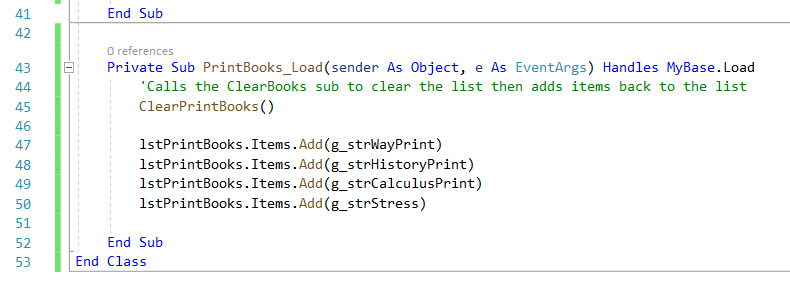 41 End Sub
42
0 references
43 Private Sub PrintBooks_Load(sender As Object, e As EventArgs) Handles MyBase.Load
44 'Calls the ClearBooks sub to clear the list then adds items back to the list
45 ClearPrintBooks()
46
47 lstPrintBooks.Items.Add(g_strWayPrint)
48 lstPrintBooks.Items.Add(g_strHistoryPrint)
49 lstPrintBooks.Items.Add(g_strCalculusPrint)
50 lstPrintBooks.Items.Add(g_strStress)
51
52 End Sub
53 End Class